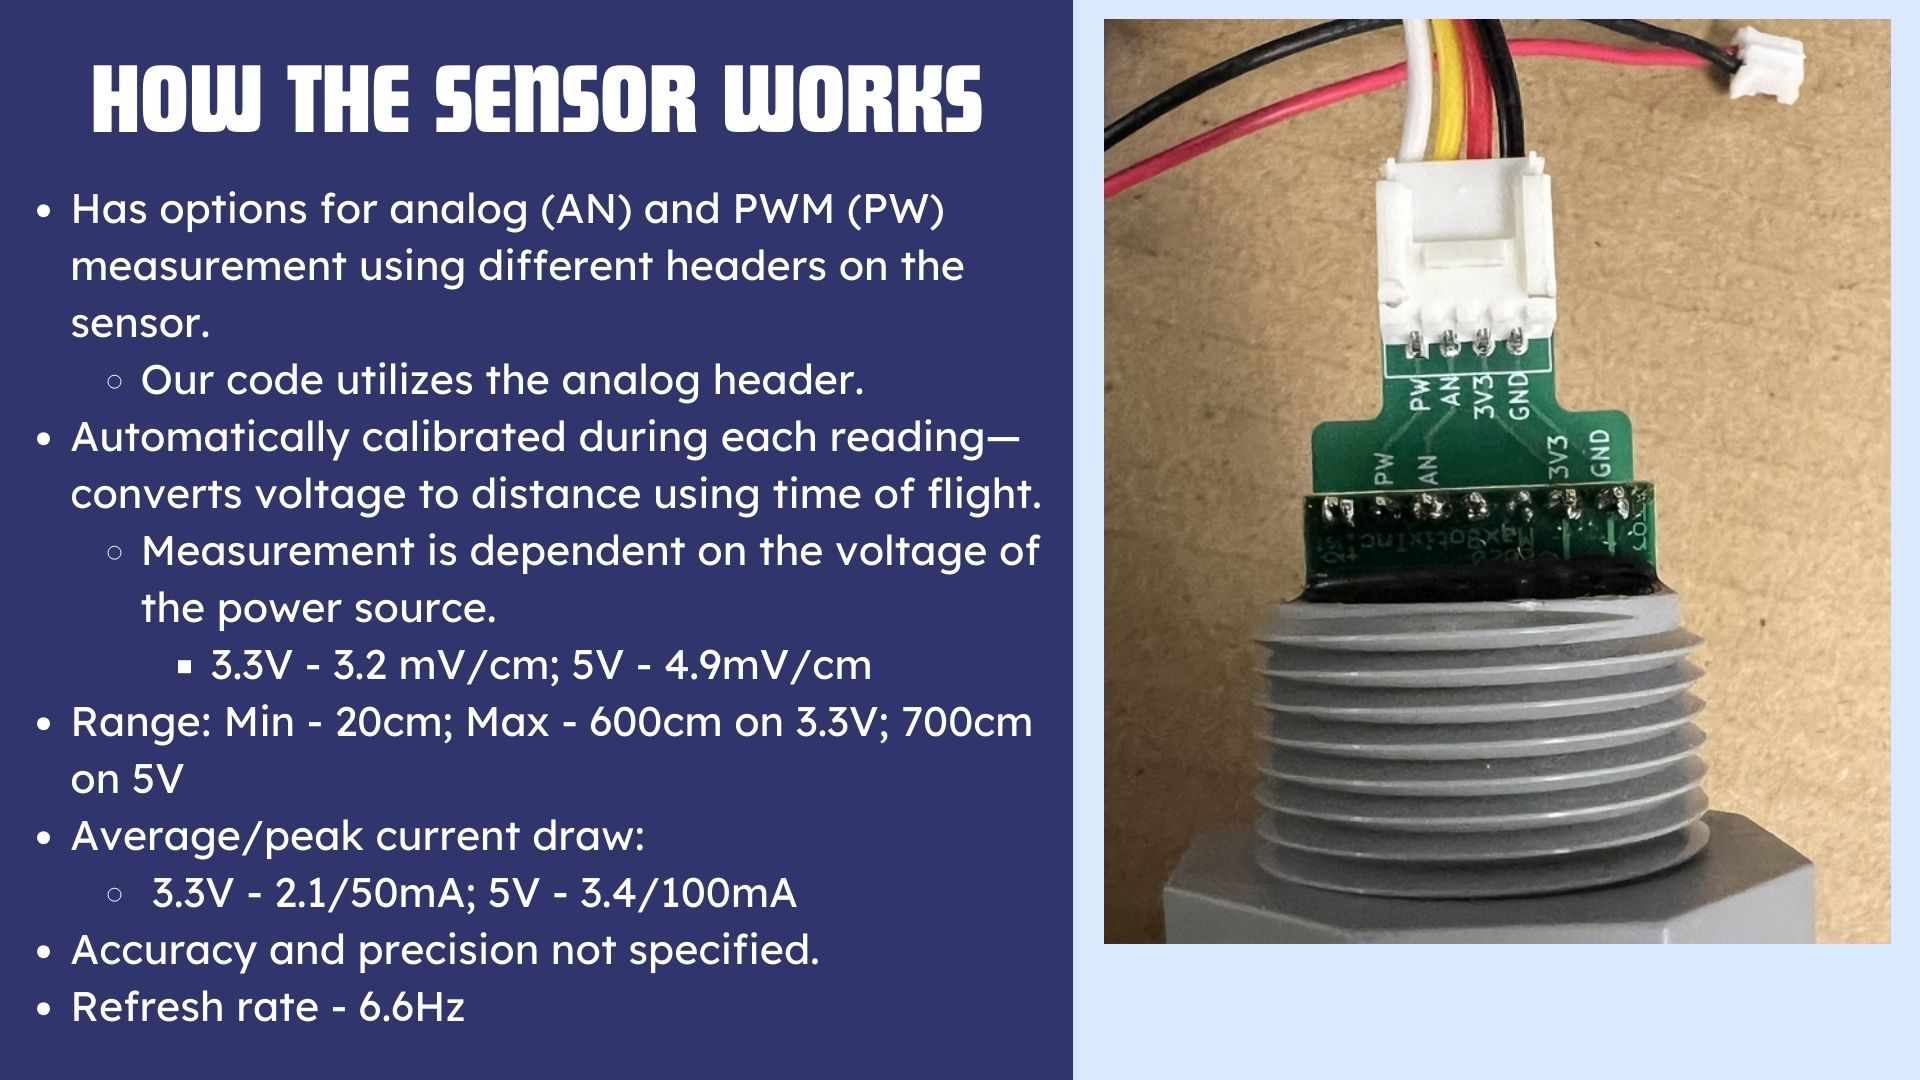 HOW THE SENSOR WORKS
• Has options for analog (AN) and PWM (PW)
measurement using different headers on the
sensor.
◦ Our code utilizes the analog header.
• Automatically calibrated during each reading—
converts voltage to distance using time of flight.
◦ Measurement is dependent on the voltage of
the power source.
▪ 3.3V - 3.2 mV/cm; 5V - 4.9mV/cm
• Range: Min - 20cm; Max - 600cm on 3.3V; 700cm
on 5V
• Average/peak current draw:
◦ 3.3V - 2.1/50mA; 5V - 3.4/100mA
• Accuracy and precision not specified.
• Refresh rate - 6.6Hz
PW AN 3V3 GND
PW AN 3V3 GND